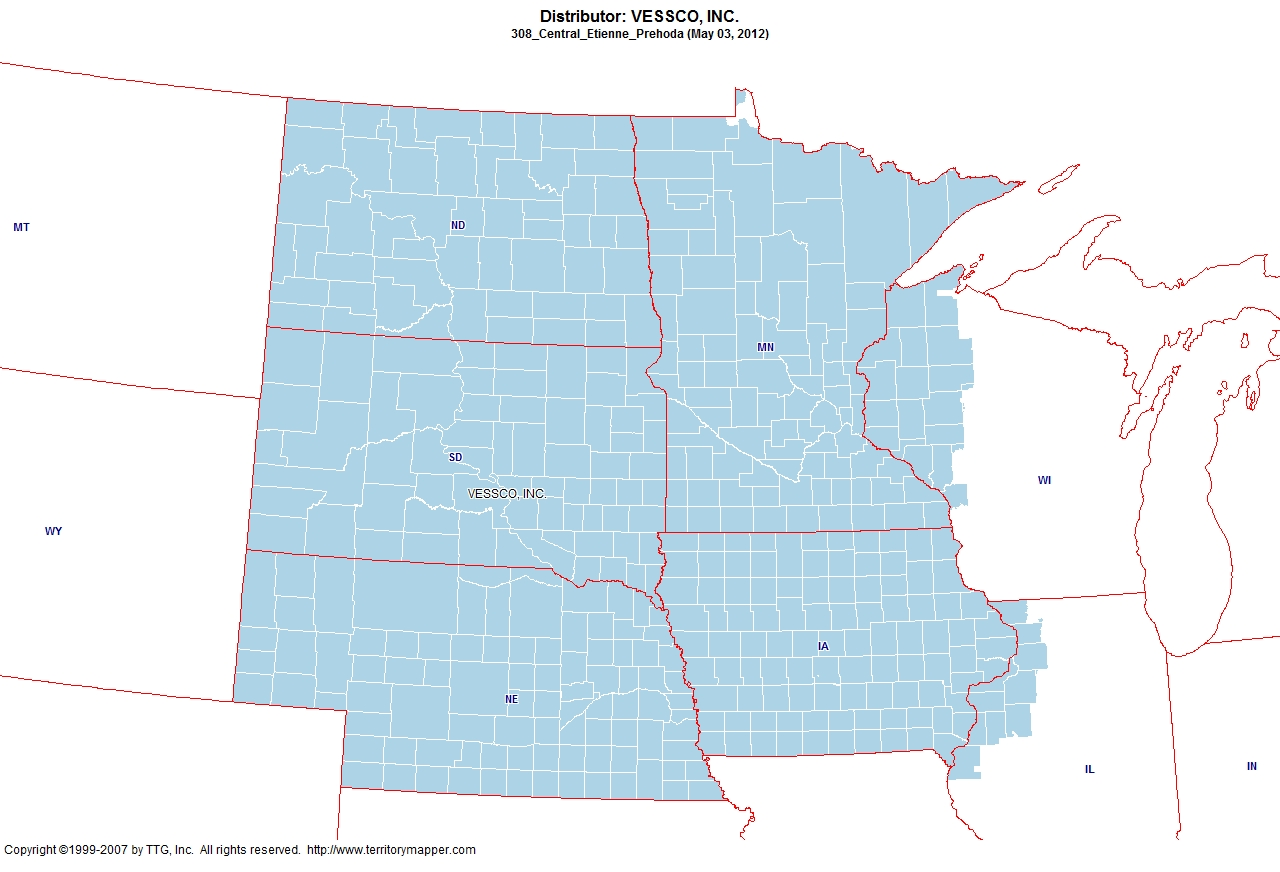 Distributor: VESSCO, INC.
308_Central_Etienne_Prehoda (May 03, 2012)
MT
ND
MN
SD
WI
VESSCO, INC.
WY
IA
NE
IL
IN
Copyright ©1999-2007 by TTG, Inc.  All rights reserved.  http://www.territorymapper.com